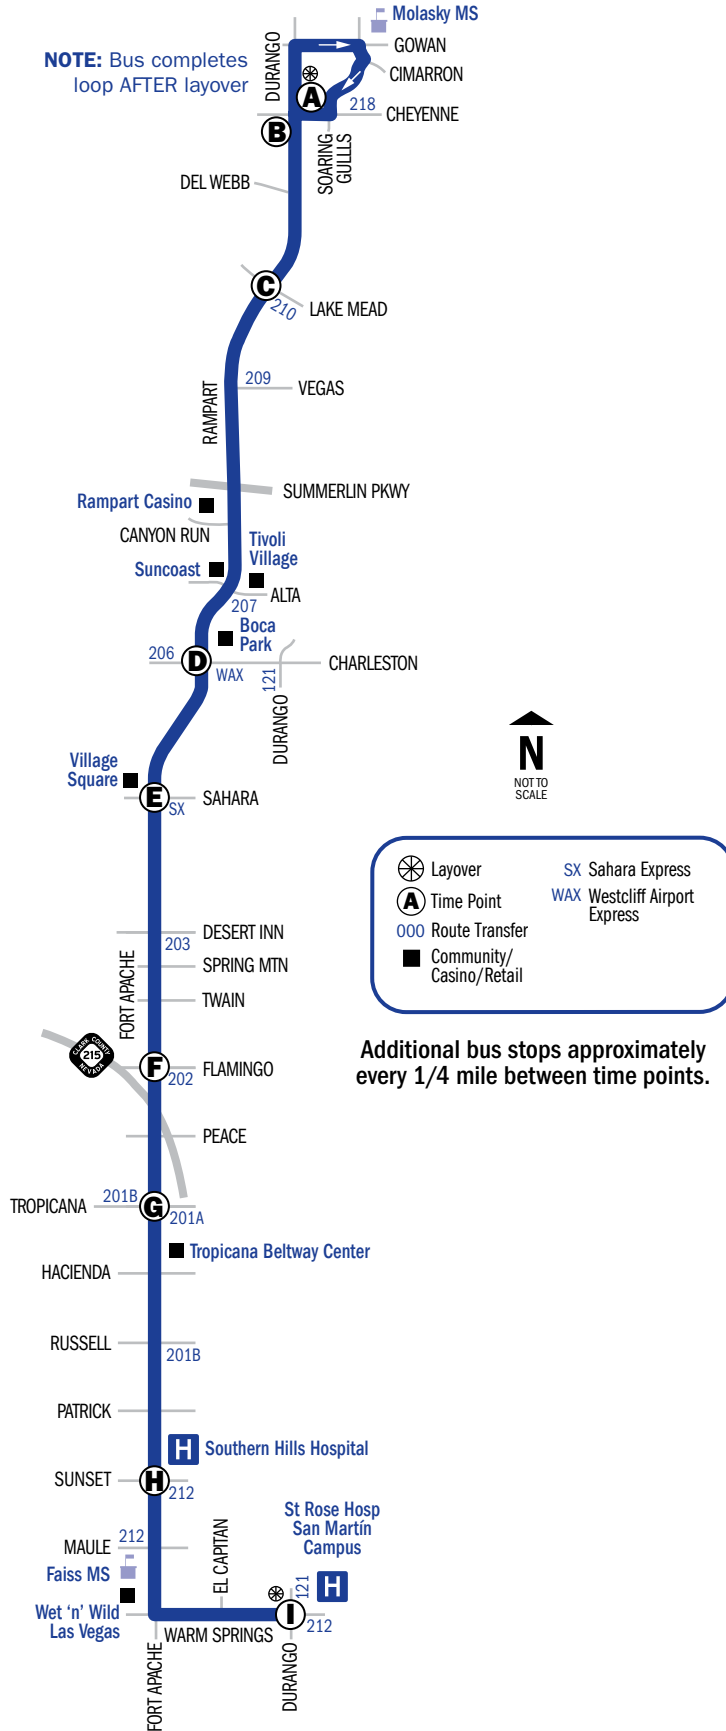 Molasky MS
DURANGO
GOWAN
NOTE: Bus completes
loop AFTER layover
CIMARRON
A
218
CHEYENNE
B
SOARING
GULLLS
DEL WEBB
C
210
LAKE MEAD
209
VEGAS
RAMPART
SUMMERLIN PKWY
Rampart Casino
CANYON RUN
Tivoli
Village
Suncoast
ALTA
207
Boca
Park
206
D
WAX
121
CHARLESTON
DURANGO
N
NOT TO
SCALE
Village
Square
E
SX
SAHARA
Layover
SX Sahara Express
A Time Point
WAX Westcliff Airport
Express
000 Route Transfer
Community/
Casino/Retail
DESERT INN
203
SPRING MTN
FORT APACHE
TWAIN
CLARK COUNTY
215
NEVADA
F
202
FLAMINGO
Additional bus stops approximately
every 1/4 mile between time points.
PEACE
201B
TROPICANA
G
201A
Tropicana Beltway Center
HACIENDA
RUSSELL
201B
PATRICK
H
Southern Hills Hospital
SUNSET
H
212
St Rose Hosp
San Martín
Campus
212
MAULE
EL CAPITAN
Faiss MS
121
H
Wet ‘n’ Wild
Las Vegas
I
212
WARM SPRINGS
FORT APACHE
DURANGO